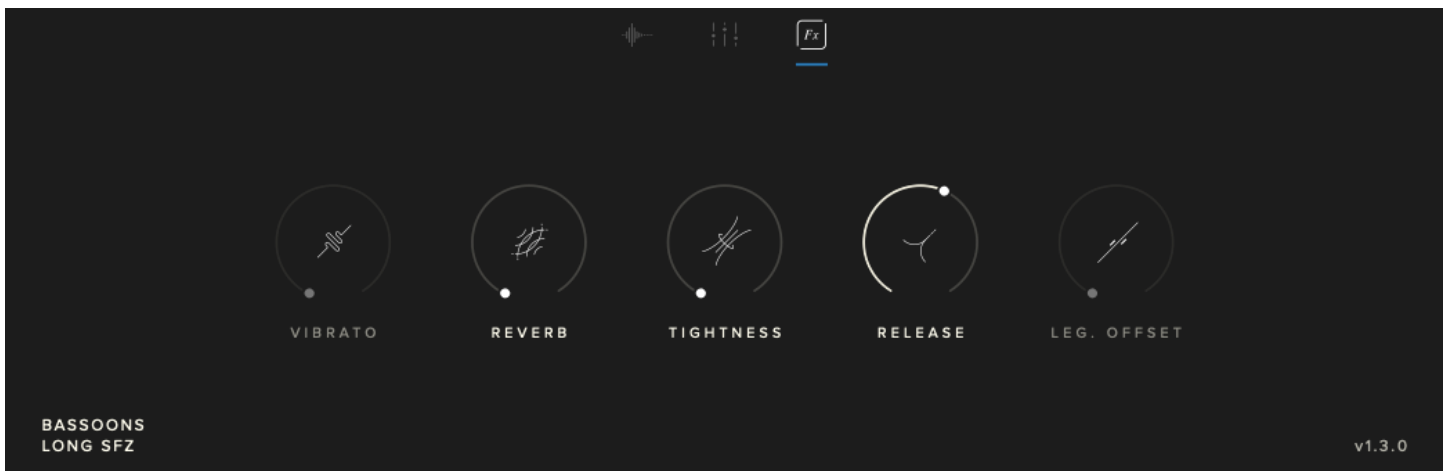 Fx
VIBRATO
REVERB
TIGHTNESS
RELEASE
LEG. OFFSET
BASSOONS
LONG SFZ
v1.3.0